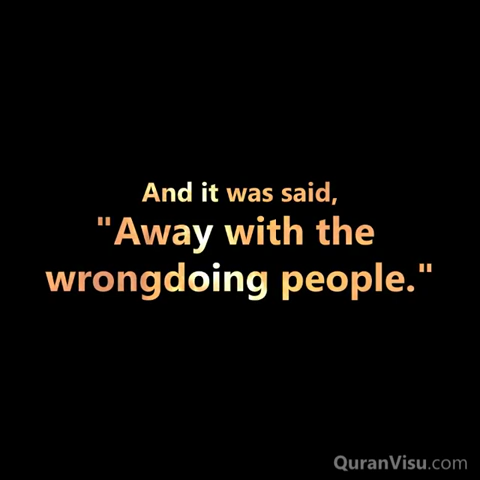 And it was said,
"Away with the
wrongdoing people."
QuranVisu.com